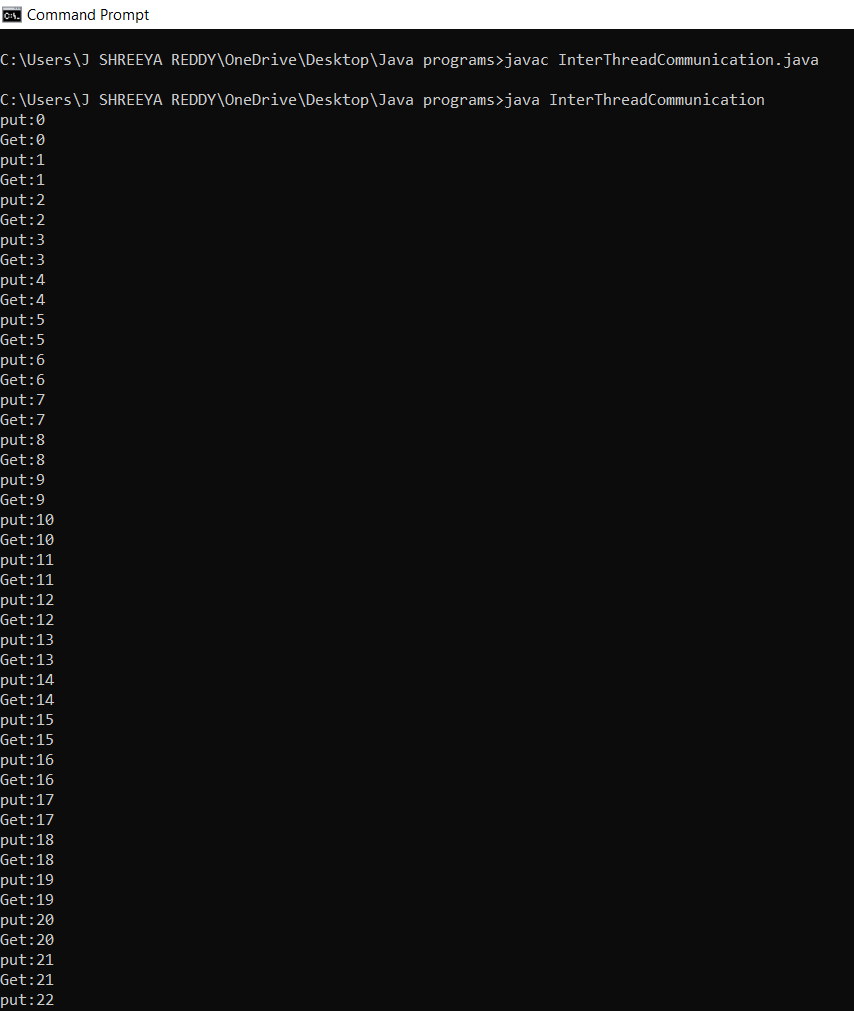 Command Prompt
C:\Users\J SHREEYA REDDY\OneDrive\Desktop\Java programs>javac InterThreadCommunication.java
C:\Users\J SHREEYA REDDY\OneDrive\Desktop\Java programs>java InterThreadCommunication
put:0
Get:0
put:1
Get:1
put:2
Get:2
put:3
Get:3
put:4
Get:4
put:5
Get:5
put:6
Get:6
put:7
Get:7
put:8
Get:8
put:9
Get:9
put:10
Get:10
put:11
Get:11
put:12
Get:12
put:13
Get:13
put:14
Get:14
put:15
Get:15
put:16
Get:16
put:17
Get:17
put:18
Get:18
put:19
Get:19
put:20
Get:20
put:21
Get:21
put:22